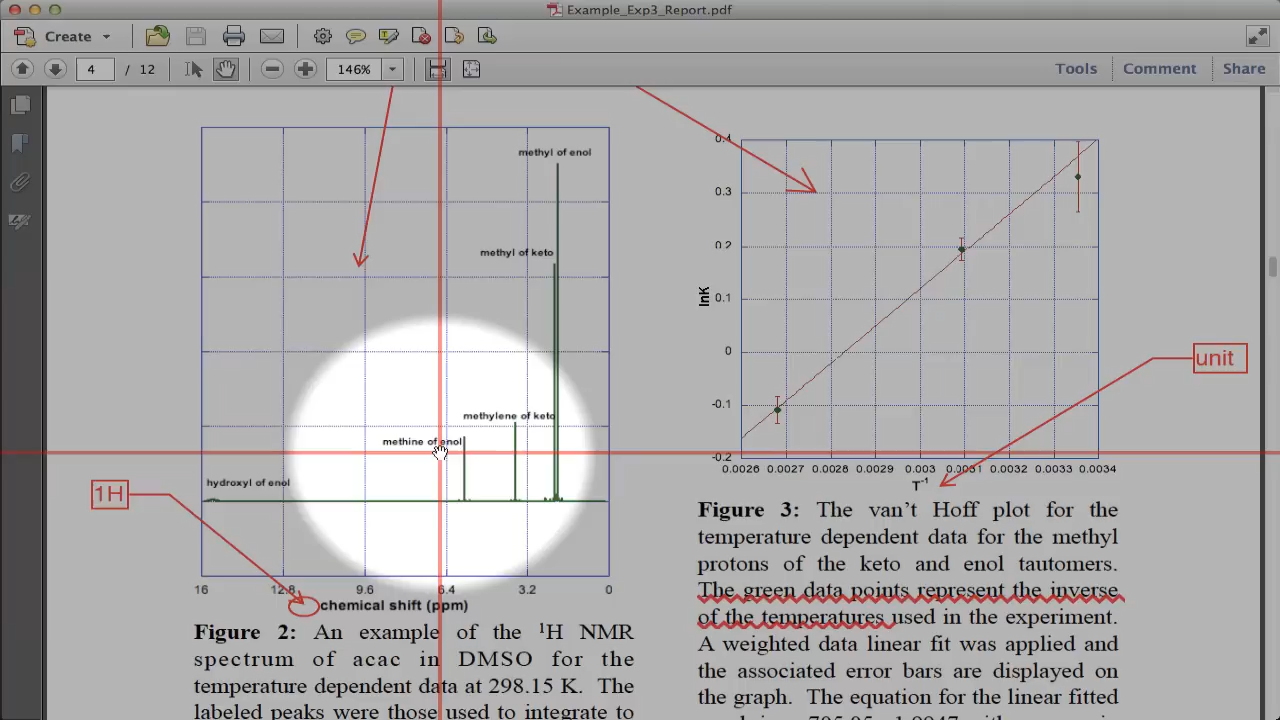 Example_Exp3_Report.pdf
Create
4 / 12 146% Tools Comment Share
methyl of enol
methyl of keto
methylene of keto
methine of enol
hydroxyl of enol
1H
16 12.8 9.6 6.4 3.2 0
chemical shift (ppm)
Figure 2: An example of the ¹H NMR
spectrum of acac in DMSO for the
temperature dependent data at 298.15 K. The
labeled peaks were those used to integrate to
0.4
0.3
0.2
0.1
0
-0.1
-0.2
lnK
0.0026 0.0027 0.0028 0.0029 0.003 0.0031 0.0032 0.0033 0.0034
T⁻¹
unit
Figure 3: The van't Hoff plot for the
temperature dependent data for the methyl
protons of the keto and enol tautomers.
The green data points represent the inverse
of the temperatures used in the experiment.
A weighted data linear fit was applied and
the associated error bars are displayed on
the graph. The equation for the linear fitted